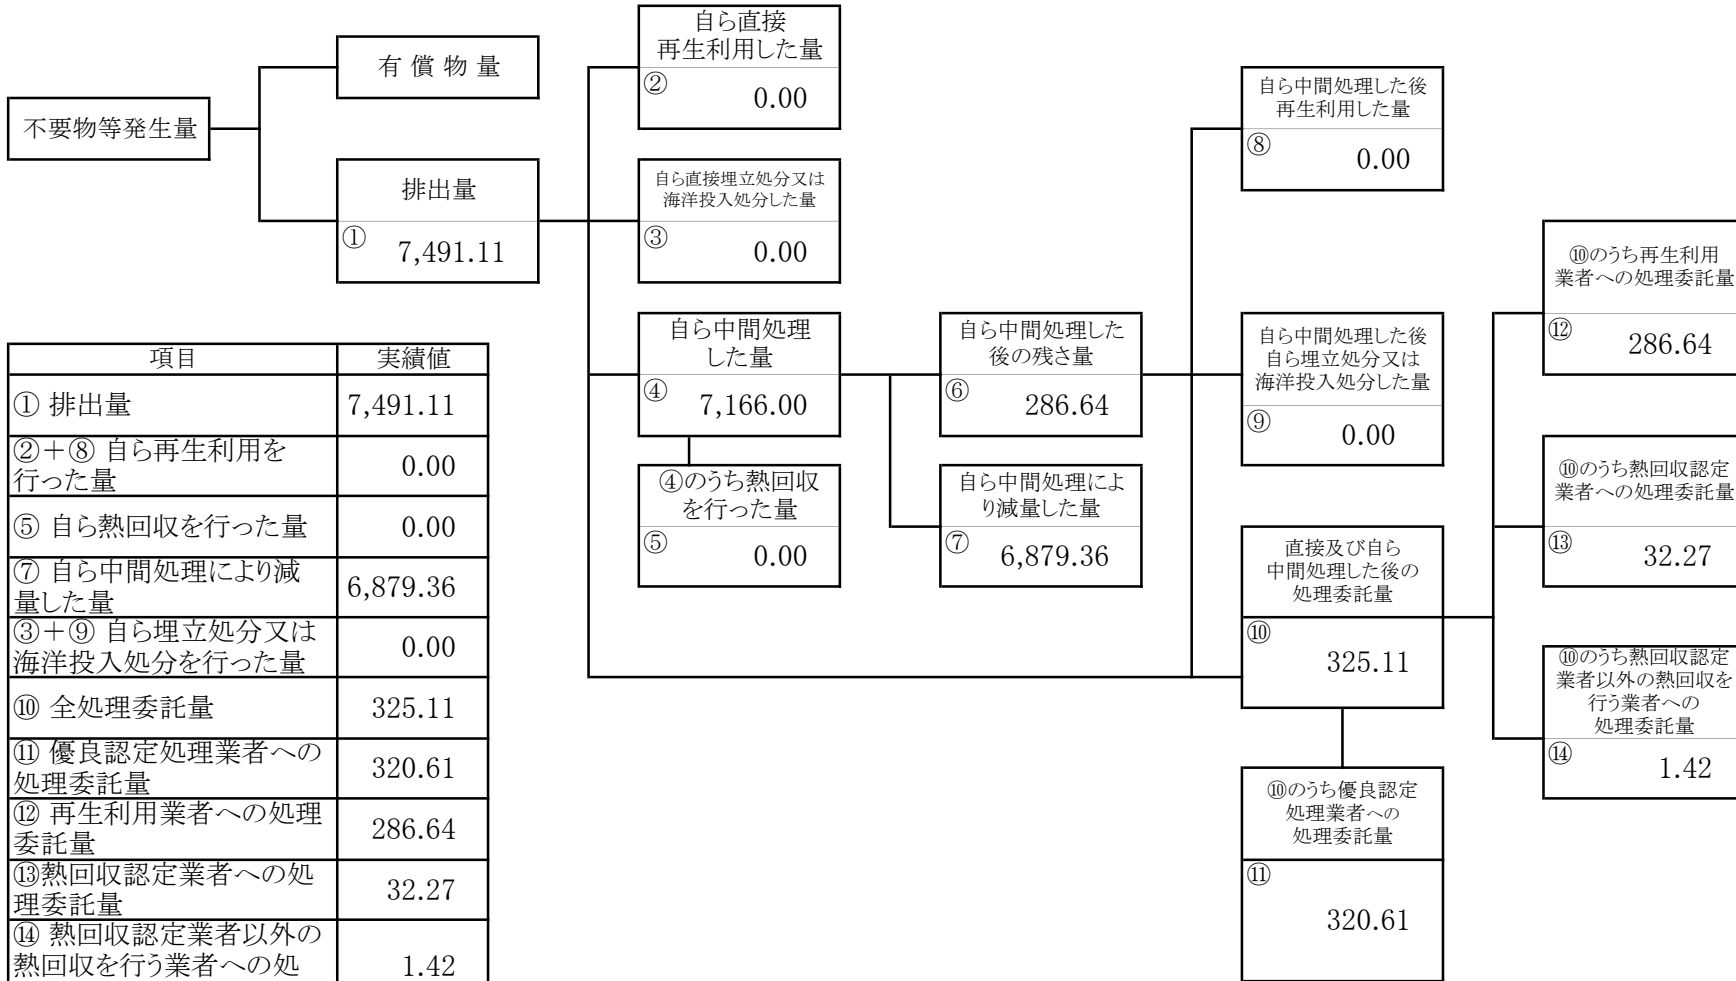 不要物等発生量
有 償 物 量
排出量
①
7,491.11
自ら直接
再生利用した量
②
0.00
自ら直接埋立処分又は
海洋投入処分した量
③
0.00
自ら中間処理
した量
④
7,166.00
④のうち熱回収
を行った量
⑤
0.00
自ら中間処理した
後の残さ量
⑥
286.64
自ら中間処理によ
り減量した量
⑦
6,879.36
自ら中間処理した後
再生利用した量
⑧
0.00
自ら中間処理した後
自ら埋立処分又は
海洋投入処分した量
⑨
0.00
直接及び自ら
中間処理した後の
処理委託量
⑩
325.11
⑩のうち優良認定
処理業者への
処理委託量
⑪
320.61
⑩のうち再生利用
業者への処理委託量
⑫
286.64
⑩のうち熱回収認定
業者への処理委託量
⑬
32.27
⑩のうち熱回収認定
業者以外の熱回収を
行う業者への
処理委託量
⑭
1.42
項目 実績値
① 排出量 7,491.11
②＋⑧ 自ら再生利用を
行った量 0.00
⑤ 自ら熱回収を行った量 0.00
⑦ 自ら中間処理により減
量した量 6,879.36
③＋⑨ 自ら埋立処分又は
海洋投入処分を行った量 0.00
⑩ 全処理委託量 325.11
⑪ 優良認定処理業者への
処理委託量 320.61
⑫ 再生利用業者への処理
委託量 286.64
⑬熱回収認定業者への処
理委託量 32.27
⑭ 熱回収認定業者以外の
熱回収を行う業者への処 1.42